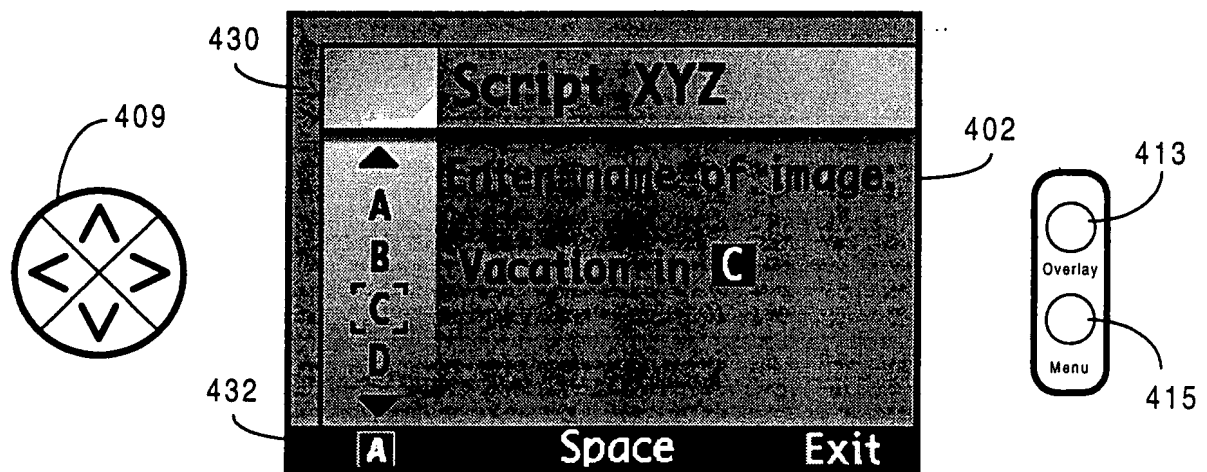 430
Script XYZ
409
402
413
Enter name of image:
A
B
Vacation in C
C
Overlay
D
Menu
432
415
A Space Exit